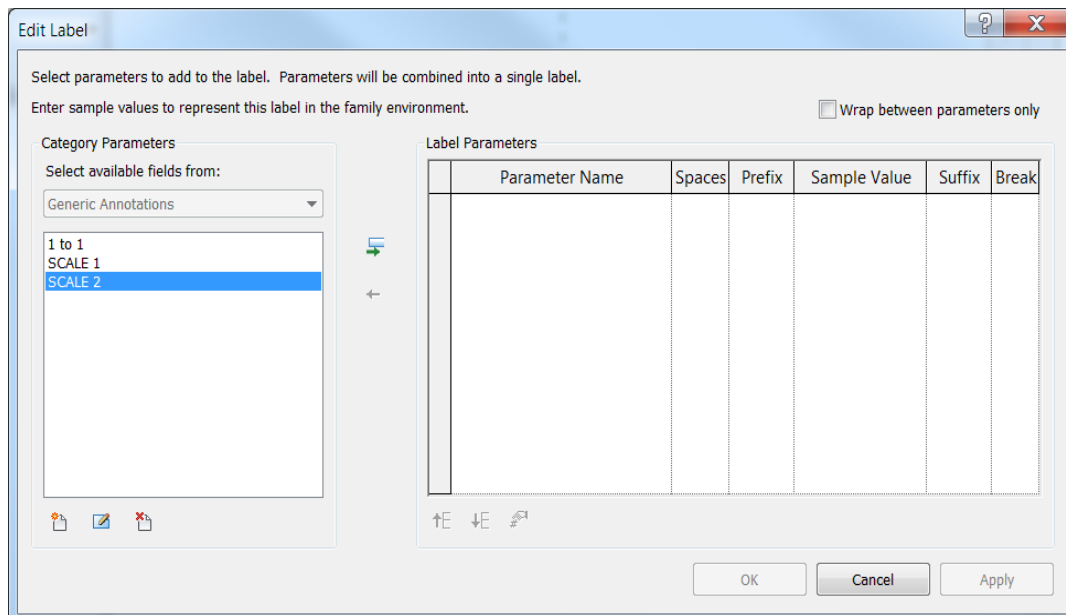 Edit Label
Select parameters to add to the label. Parameters will be combined into a single label.
Enter sample values to represent this label in the family environment.
Wrap between parameters only
Category Parameters
Select available fields from:
Generic Annotations
1 to 1
SCALE 1
SCALE 2
Label Parameters
Parameter Name Spaces Prefix Sample Value Suffix Break
OK Cancel Apply